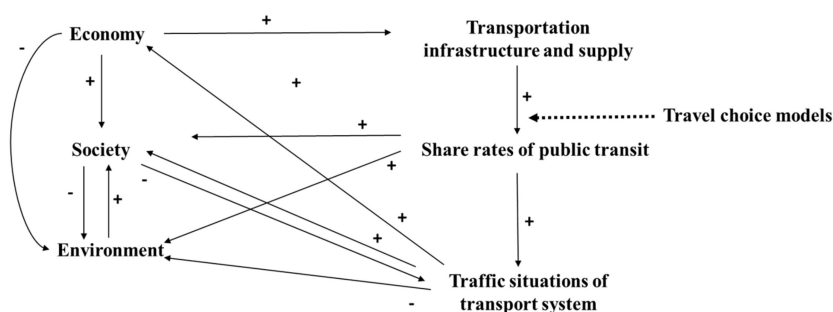 Economy
Transportation
infrastructure and supply
+
-
+
+
+
Travel choice models
+
Society
Share rates of public transit
-
+
-
+
+
+
+
Environment
Traffic situations of
transport system
-